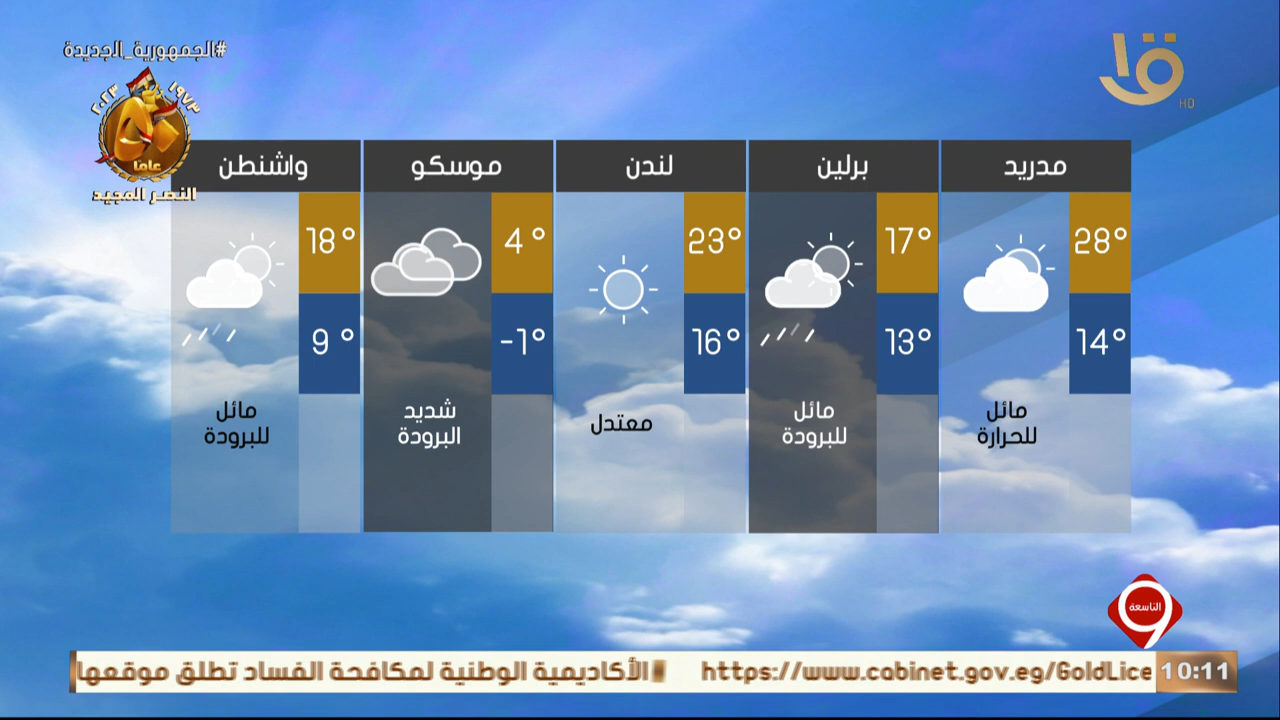 #الجمهورية_الجديدة
١٩٧٣
٢٠٢٣
٥٠
عاما
النصر المجيد
HD
مدريد
28°
14°
مائل
للحرارة
برلين
17°
13°
مائل
للبرودة
لندن
23°
16°
معتدل
موسكو
4°
-1°
شديد
البرودة
واشنطن
18°
9°
مائل
للبرودة
9
التاسعة
10:11
https://www.cabinet.gov.eg/GoldLice
الأكاديمية الوطنية لمكافحة الفساد تطلق موقعها